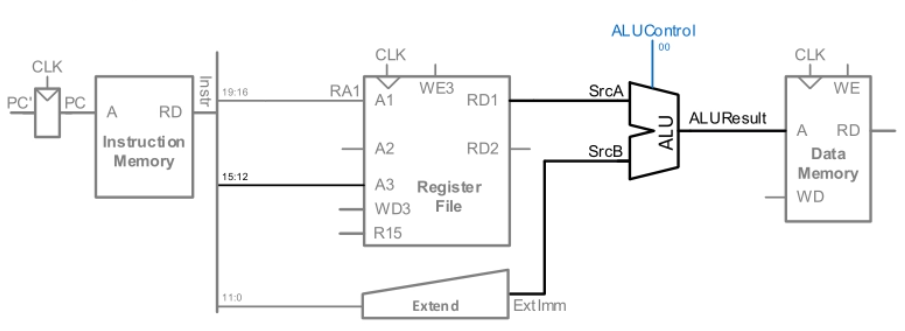 ALUControl
00
CLK
PC'
PC
A
RD
Instruction
Memory
Instr
19:16
RA1
15:12
11:0
CLK
WE3
A1
RD1
A2
RD2
A3
Register
File
WD3
R15
Extend
ExtImm
SrcA
SrcB
ALU
ALUResult
CLK
WE
A
RD
Data
Memory
WD